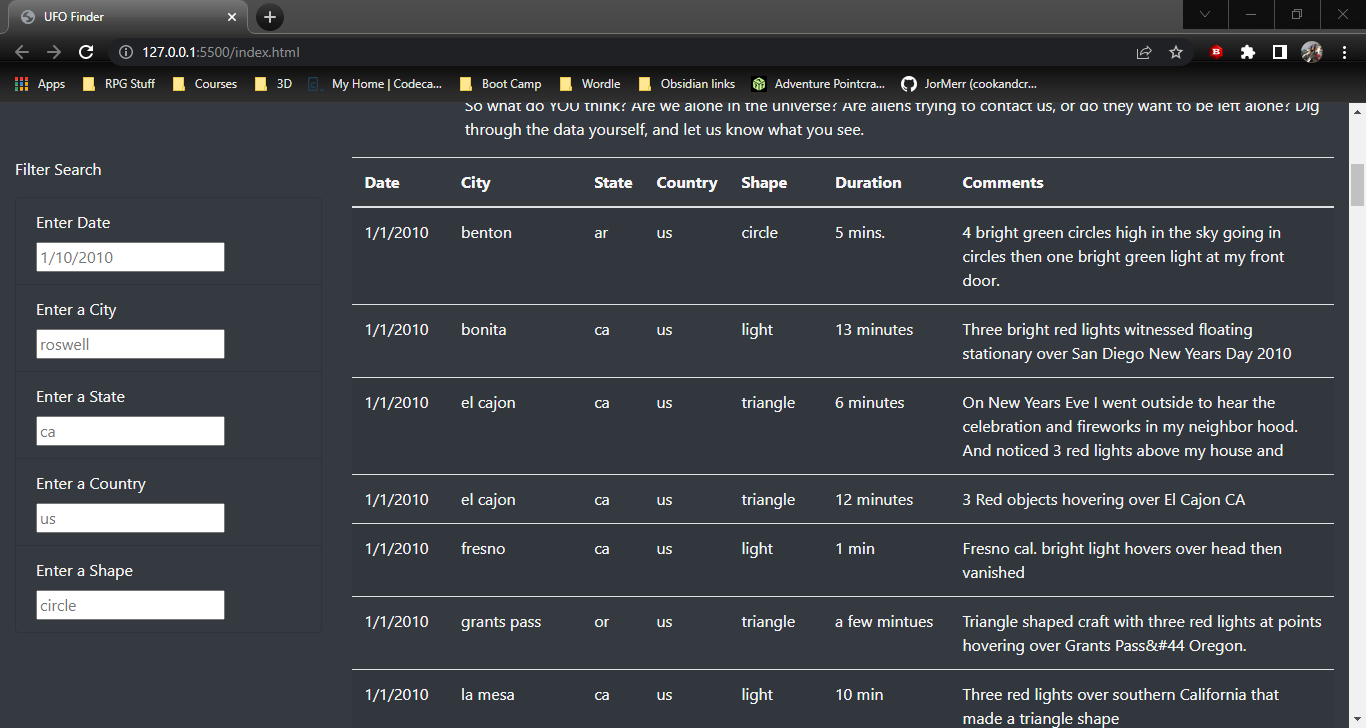 UFO Finder
127.0.0.1:5500/index.html
Apps RPG Stuff Courses 3D My Home | Codeca... Boot Camp Wordle Obsidian links Adventure Pointcra... JorMerr (cookandcr...
So what do YOU think? Are we alone in the universe? Are aliens trying to contact us, or do they want to be left alone? Dig
through the data yourself, and let us know what you see.
Filter Search
Enter Date
1/10/2010
Enter a City
roswell
Enter a State
ca
Enter a Country
us
Enter a Shape
circle
Date City State Country Shape Duration Comments
1/1/2010 benton ar us circle 5 mins. 4 bright green circles high in the sky going in
circles then one bright green light at my front
door.
1/1/2010 bonita ca us light 13 minutes Three bright red lights witnessed floating
stationary over San Diego New Years Day 2010
1/1/2010 el cajon ca us triangle 6 minutes On New Years Eve I went outside to hear the
celebration and fireworks in my neighbor hood.
And noticed 3 red lights above my house and
1/1/2010 el cajon ca us triangle 12 minutes 3 Red objects hovering over El Cajon CA
1/1/2010 fresno ca us light 1 min Fresno cal. bright light hovers over head then
vanished
1/1/2010 grants pass or us triangle a few mintues Triangle shaped craft with three red lights at points
hovering over Grants Pass&#44 Oregon.
1/1/2010 la mesa ca us light 10 min Three red lights over southern California that
made a triangle shape